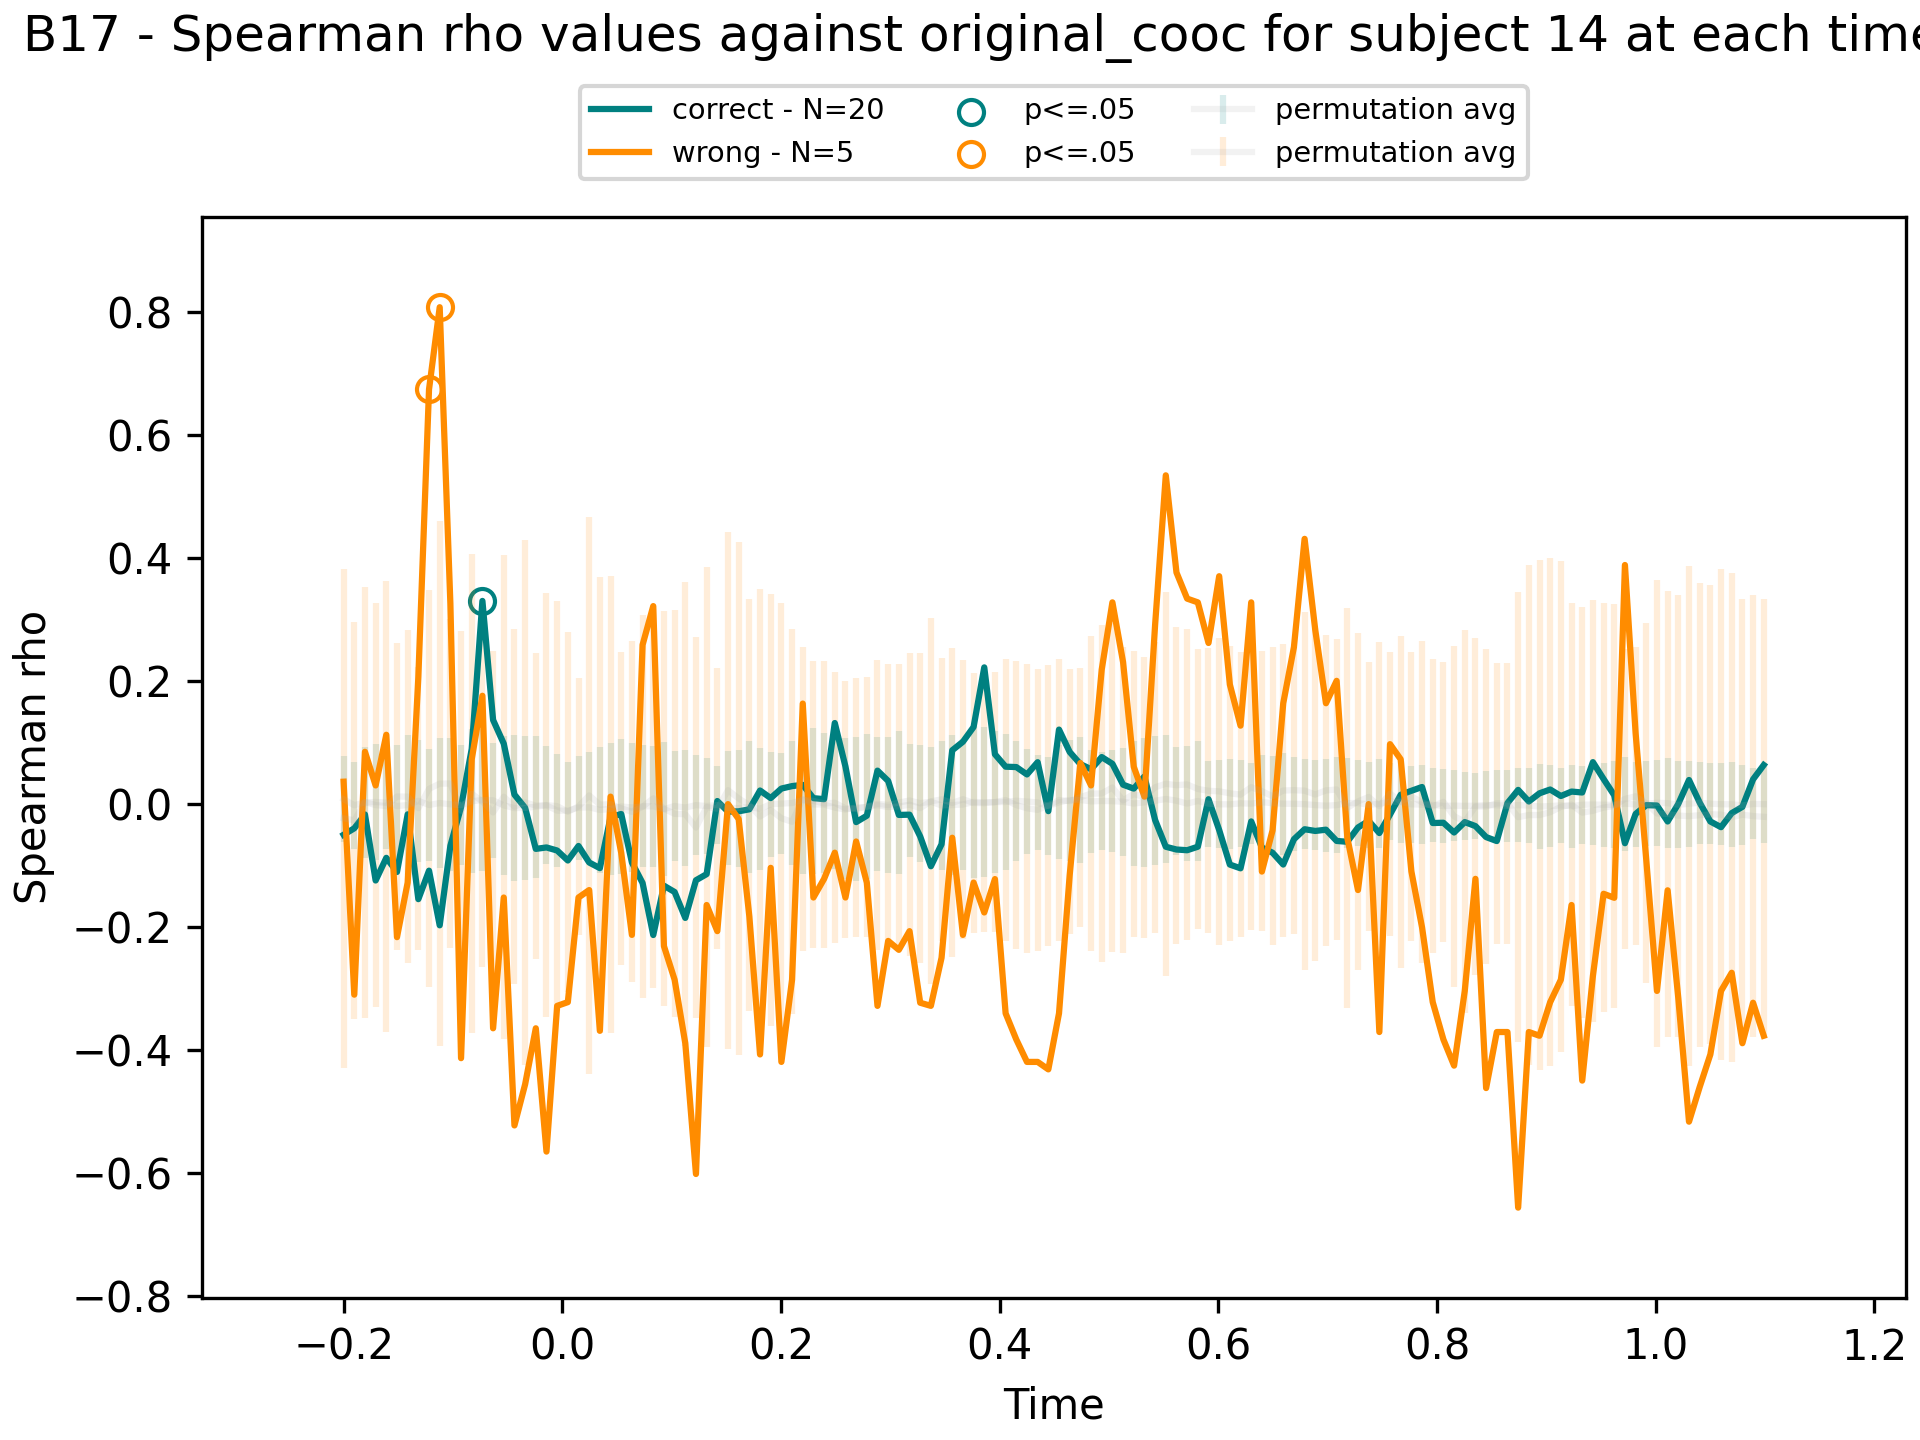 B17 - Spearman rho values against original_cooc for subject 14 at each time
correct - N=20
wrong - N=5
p<=.05
p<=.05
permutation avg
permutation avg
0.8
0.6
0.4
0.2
0.0
−0.2
−0.4
−0.6
−0.8
Spearman rho
−0.2 0.0 0.2 0.4 0.6 0.8 1.0 1.2
Time